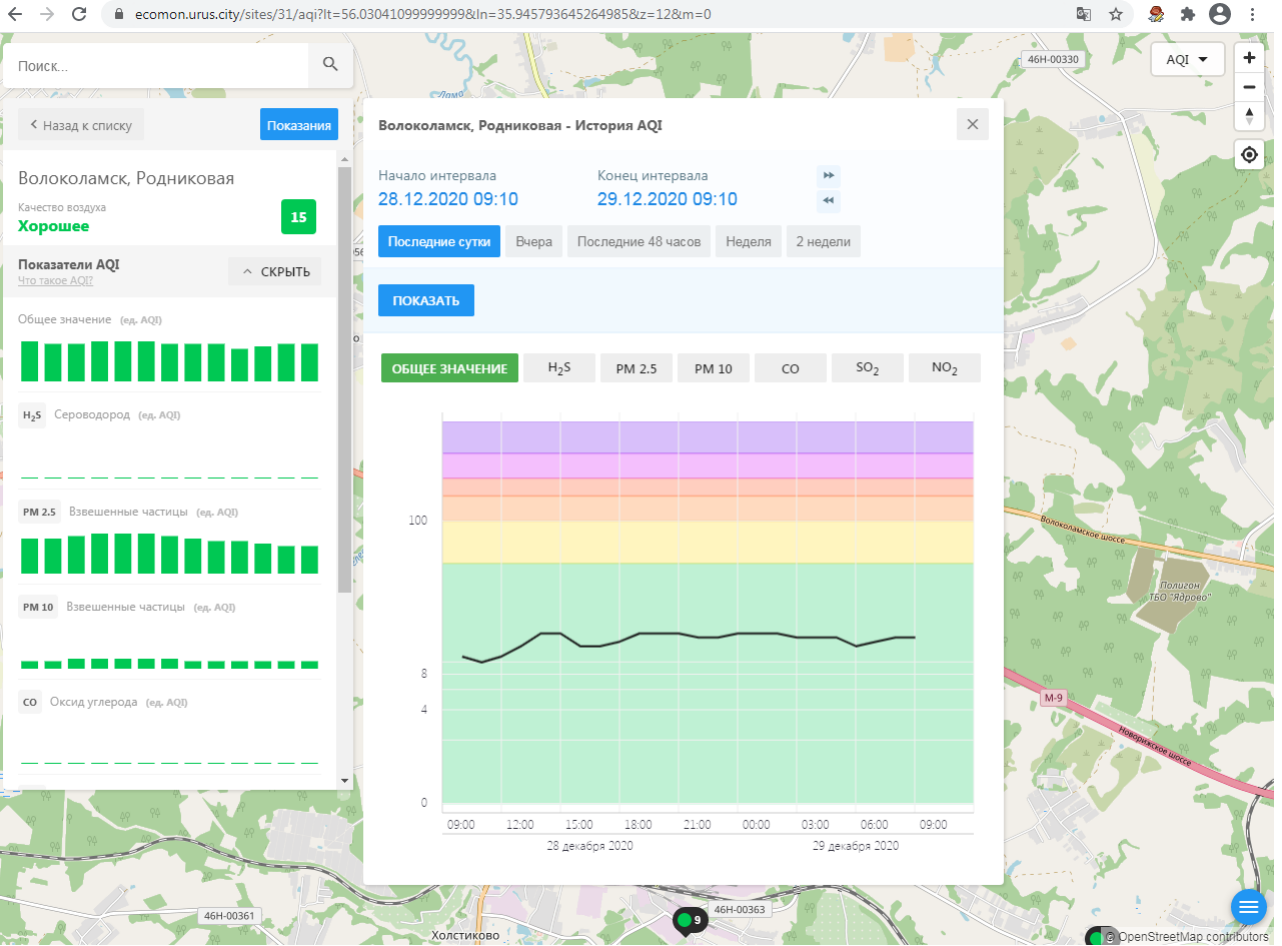 ecomon.urus.city/sites/31/aqi?lt=56.03041099999999&ln=35.945793645264985&z=12&m=0
Поиск...
46Н-00330
AQI
Назад к списку
Показания
Волоколамск, Родниковая - История AQI
Волоколамск, Родниковая
Качество воздуха
Хорошее
15
Показатели AQI
Что такое AQI?
СКРЫТЬ
Общее значение (ед. AQI)
H2S Сероводород (ед. AQI)
PM 2.5 Взвешенные частицы (ед. AQI)
PM 10 Взвешенные частицы (ед. AQI)
CO Оксид углерода (ед. AQI)
Начало интервала
28.12.2020 09:10
Конец интервала
29.12.2020 09:10
Последние сутки
Вчера
Последние 48 часов
Неделя
2 недели
ПОКАЗАТЬ
ОБЩЕЕ ЗНАЧЕНИЕ
H2S
PM 2.5
PM 10
CO
SO2
NO2
100
8
4
0
09:00 12:00 15:00 18:00 21:00 00:00 03:00 06:00 09:00
28 декабря 2020 29 декабря 2020
Волоколамское шоссе
Полигон
ТБО "Ядрово"
М-9
Новорижское шоссе
46Н-00361
46Н-00363
9
Холстиково
© OpenStreetMap contributors